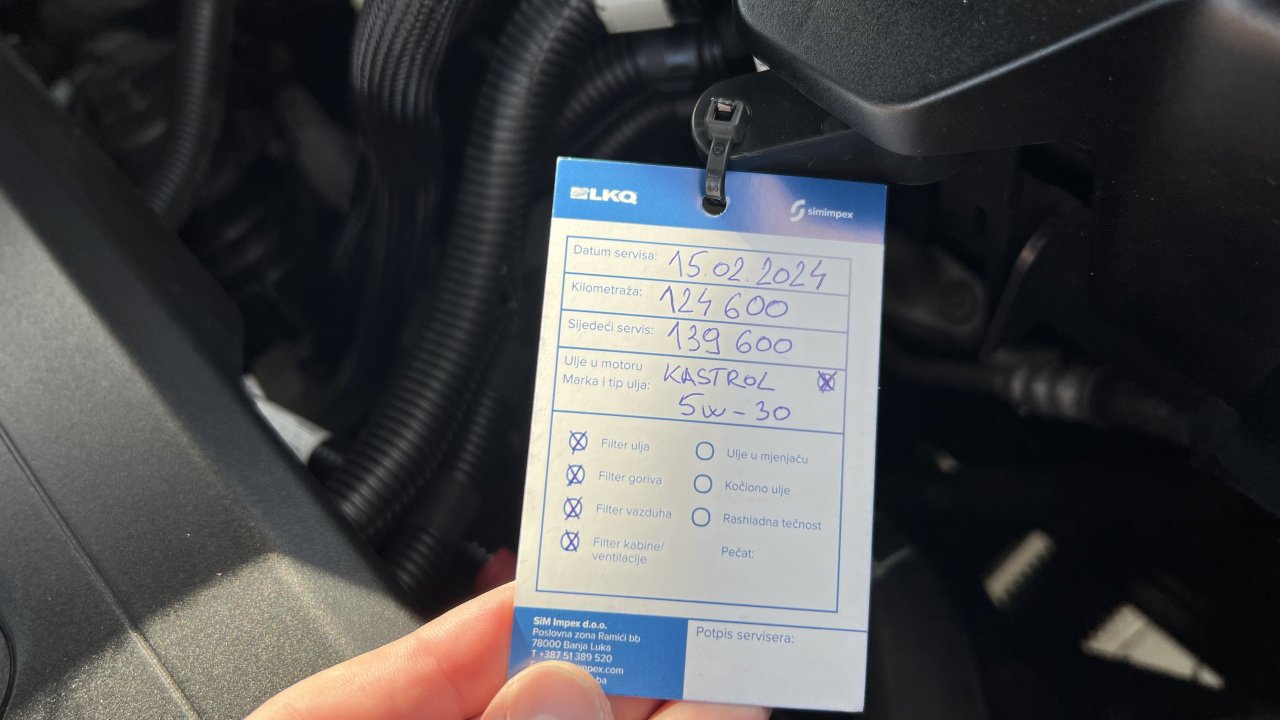 LKQ
simimpex
Datum servisa: 15.02.2024
Kilometraža: 124 600
Sljedeći servis: 139 600
Ulje u motoru
Marka i tip ulja: KASTROL
5w-30
Filter ulja
Filter goriva
Filter vazduha
Filter kabine/
ventilacije
Ulje u mjenjaču
Kočiono ulje
Rashladna tečnost
Pečat:
SiM Impex d.o.o.
Poslovna zona Ramići bb
78000 Banja Luka
T +387 51 389 520
Potpis servisera: